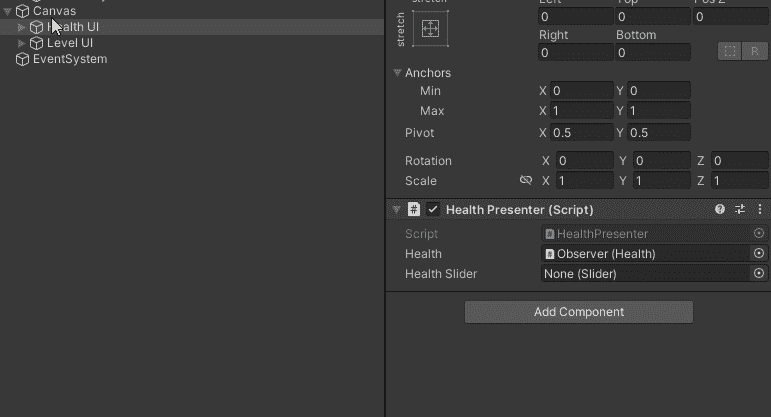 Canvas
Health UI
Level UI
EventSystem
stretch
stretch
Left Top Pos Z
0 0 0
Right Bottom
0 0
R
Anchors
Min X 0 Y 0
Max X 1 Y 1
Pivot X 0.5 Y 0.5
Rotation X 0 Y 0 Z 0
Scale X 1 Y 1 Z 1
# Health Presenter (Script)
Script # HealthPresenter
Health # Observer (Health)
Health Slider None (Slider)
Add Component